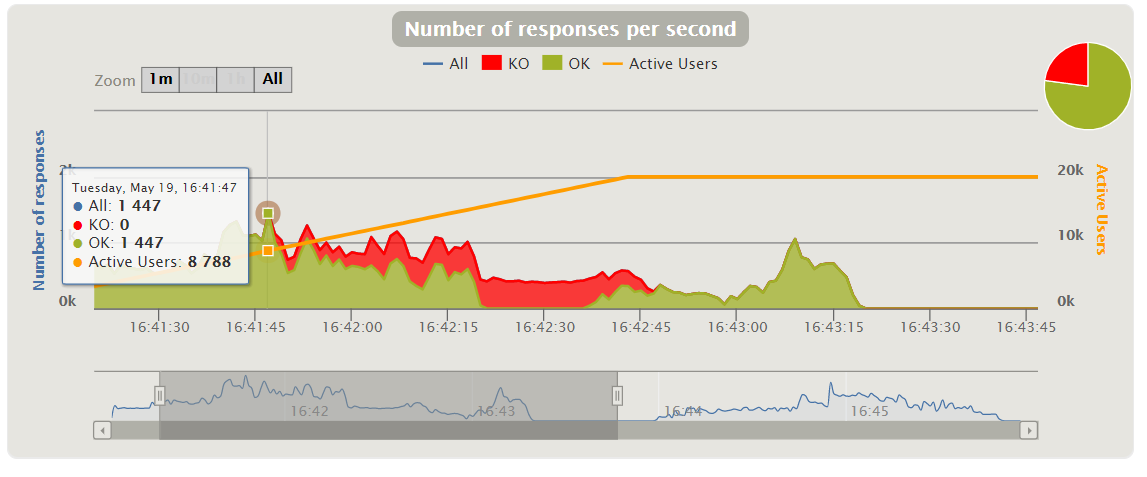 Number of responses per second
All KO OK Active Users
Zoom 1m 10m 1h All
Number of responses
2k
1k
0k
Tuesday, May 19, 16:41:47
All: 1 447
KO: 0
OK: 1 447
Active Users: 8 788
20k
10k
0k
Active Users
16:41:30 16:41:45 16:42:00 16:42:15 16:42:30 16:42:45 16:43:00 16:43:15 16:43:30 16:43:45
16:42 16:43 16:44 16:45